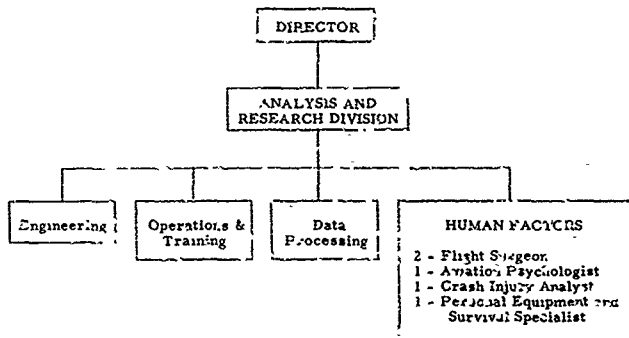 DIRECTOR
ANALYSIS AND
RESEARCH DIVISION
Engineering
Operations &
Training
Data
Processing
HUMAN FACTORS
2 - Flight Surgeon
1 - Aviation Psychologist
1 - Crash Injury Analyst
1 - Personal Equipment and
Survival Specialist